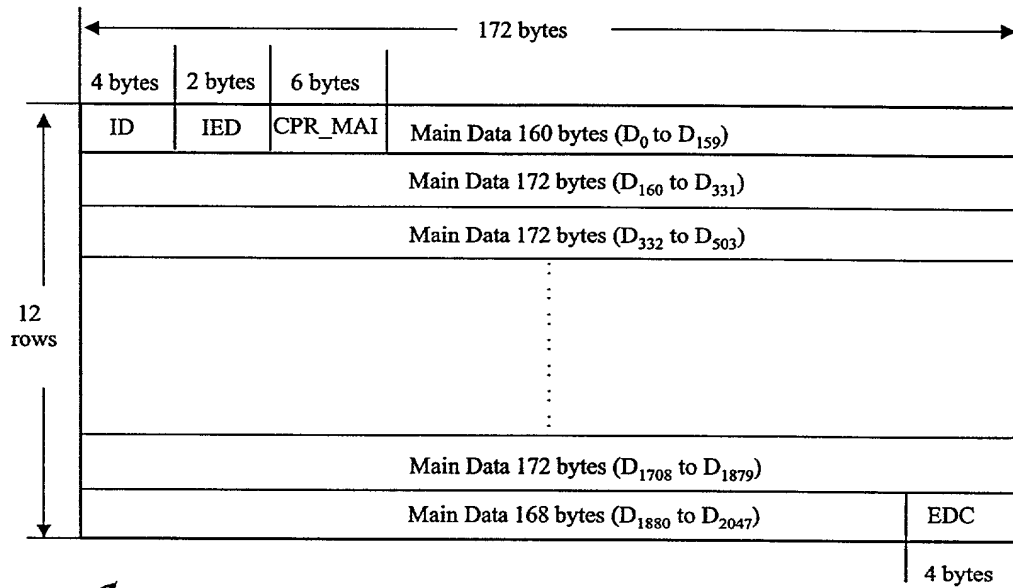 172 bytes
4 bytes 2 bytes 6 bytes
ID IED CPR_MAI Main Data 160 bytes (D0 to D159)
Main Data 172 bytes (D160 to D331)
Main Data 172 bytes (D332 to D503)
12
rows
Main Data 172 bytes (D1708 to D1879)
Main Data 168 bytes (D1880 to D2047) EDC
4 bytes